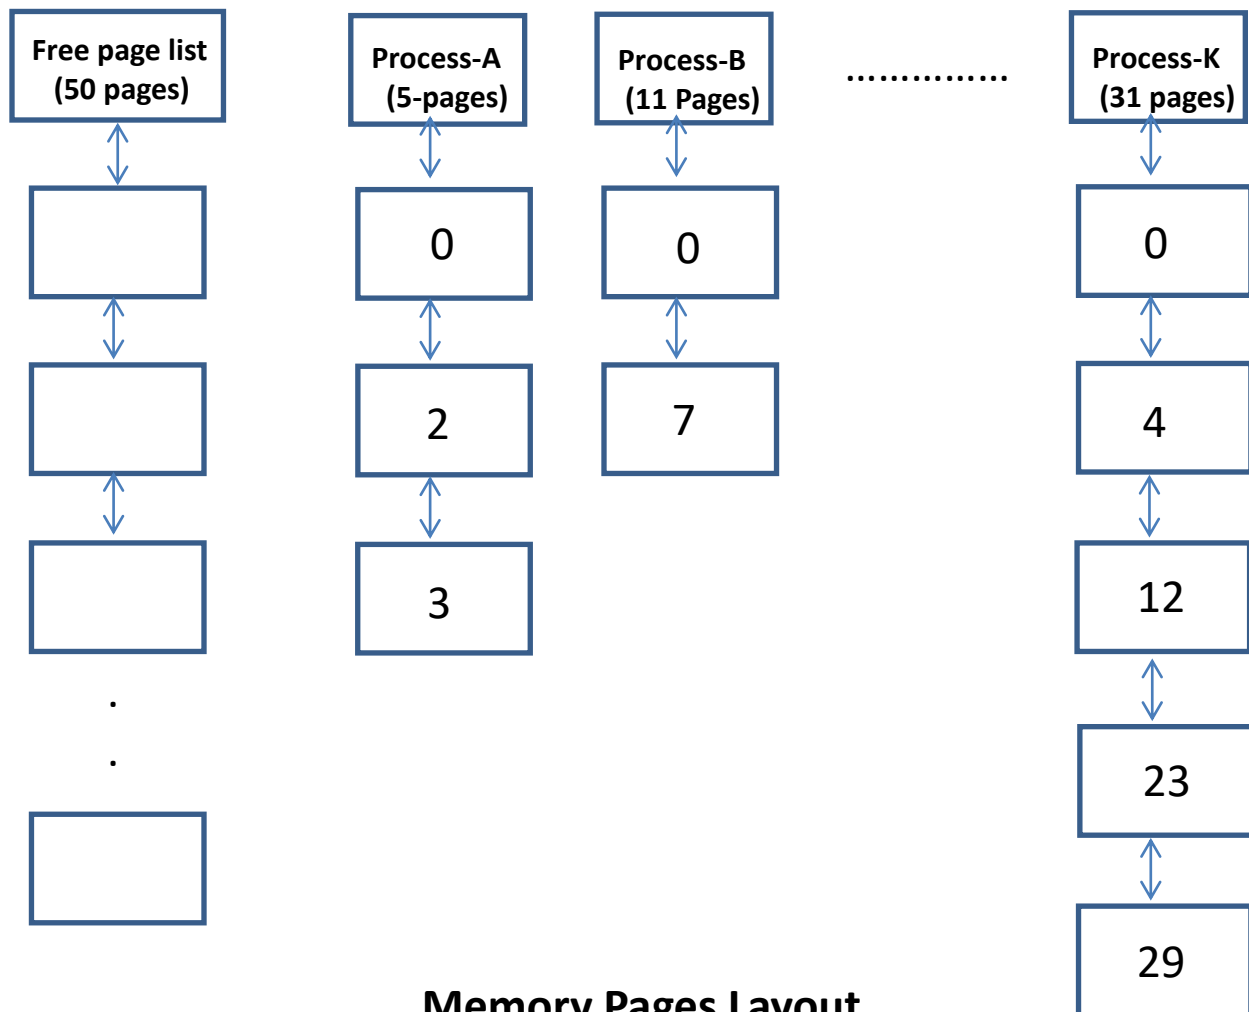 Free page list
(50 pages)
Process-A
(5-pages)
Process-B
(11 Pages)
……………
Process-K
(31 pages)
0
0
0
2
7
4
3
12
.
.
23
29
Memory Pages Layout